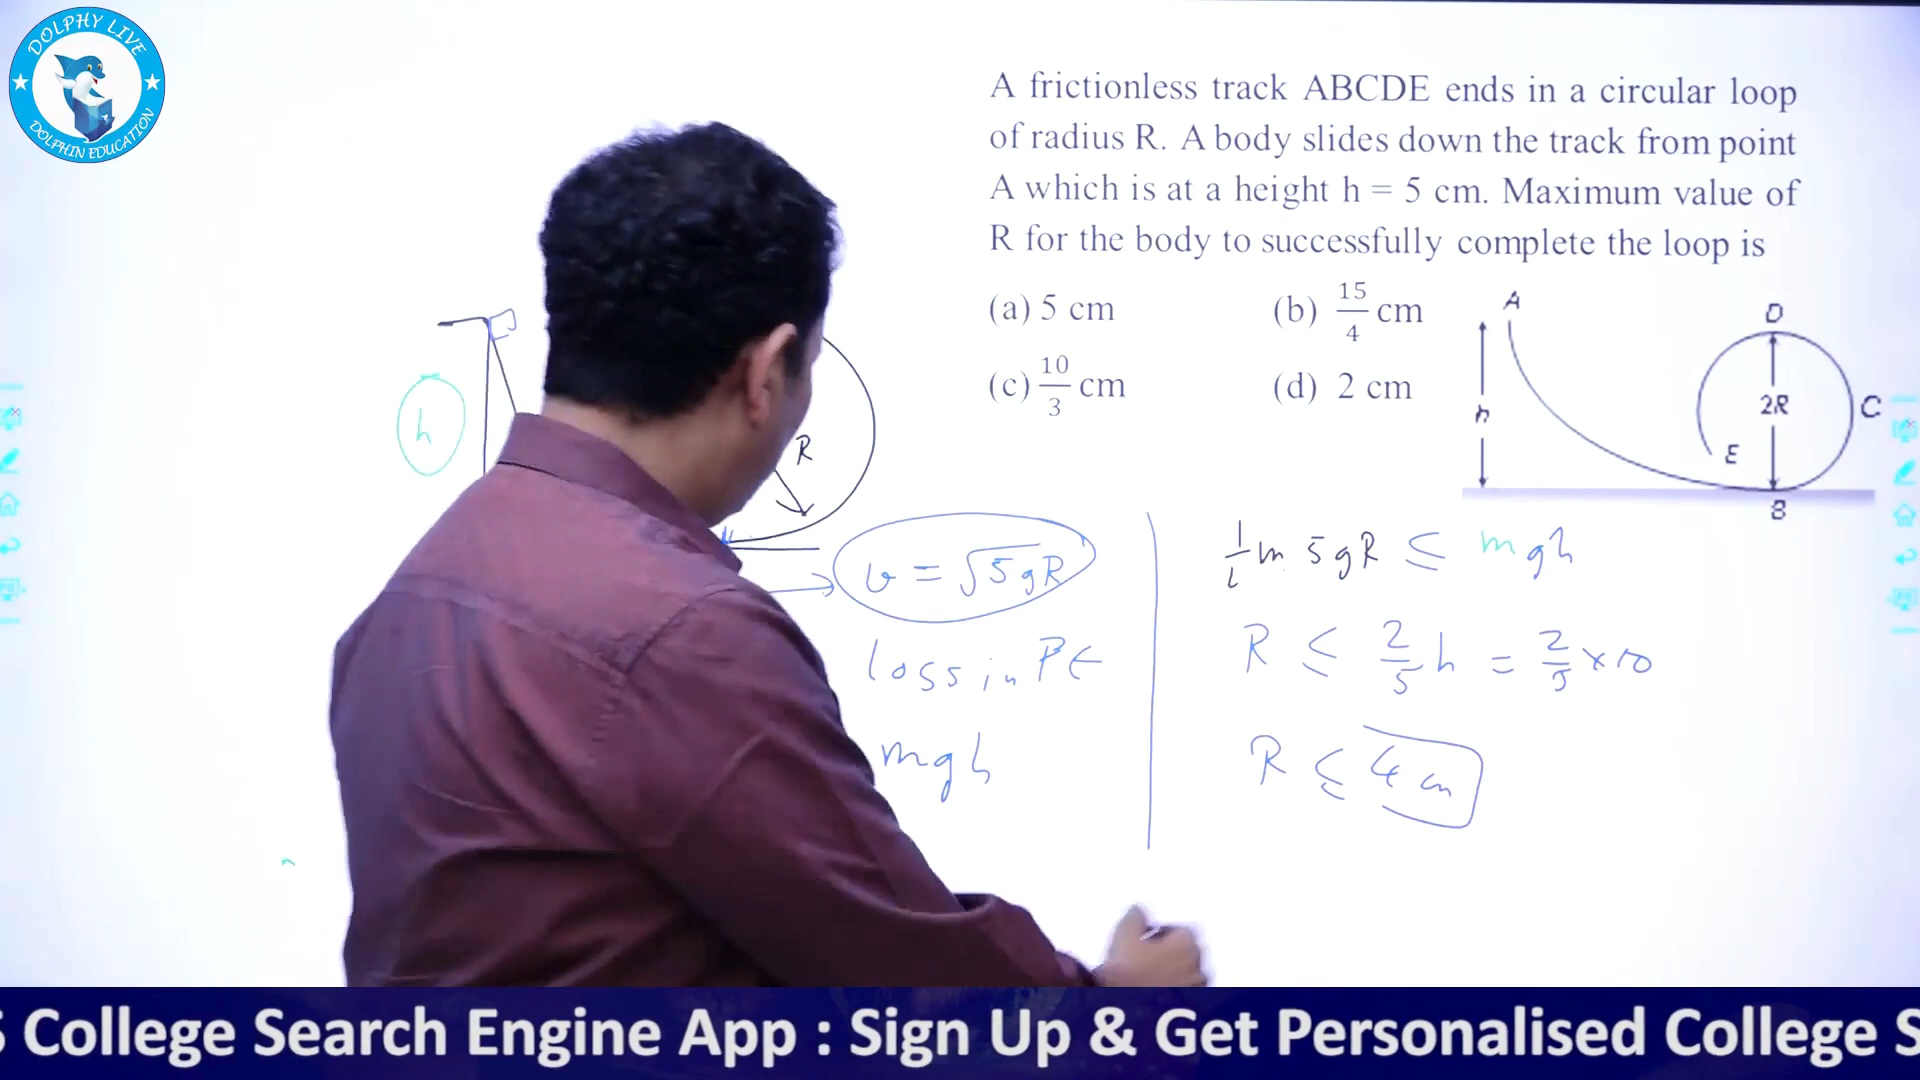 DOLPHY LIVE
DOLPHIN EDUCATION
A frictionless track ABCDE ends in a circular loop
of radius R. A body slides down the track from point
A which is at a height h = 5 cm. Maximum value of
R for the body to successfully complete the loop is
(a) 5 cm
(b) 15/4 cm
(c) 10/3 cm
(d) 2 cm
A
D
h
2R
C
E
B
h
R
v = √5gR
loss in PE
mgh
1/2 m 5gR ≤ mgh
R ≤ 2/5 h = 2/5 × 10
R ≤ 4 cm
S College Search Engine App : Sign Up & Get Personalised College S